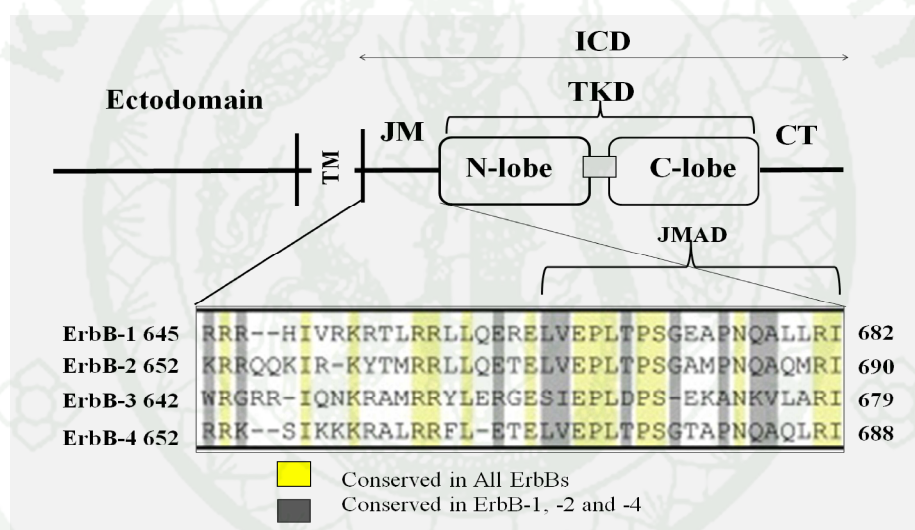 ICD
TKD
Ectodomain
TM
JM
N-lobe
C-lobe
CT
JMAD
ErbB-1 645 RRR--HIVRKRTLRRLLQERELVEPLTPSGEAPNQALLRI 682
ErbB-2 652 KRRQQKIR-KYTMRRLLQETELVEPLTPSGAMPNQAQMRI 690
ErbB-3 642 WRGRR-IQNKRAMRRYLERGESIEPLDPS-EKANKVLARI 679
ErbB-4 652 RRK--SIKKKRALRRFL-ETELVEPLTPSGTAPNQAQLRI 688
Conserved in All ErbBs
Conserved in ErbB-1, -2 and -4